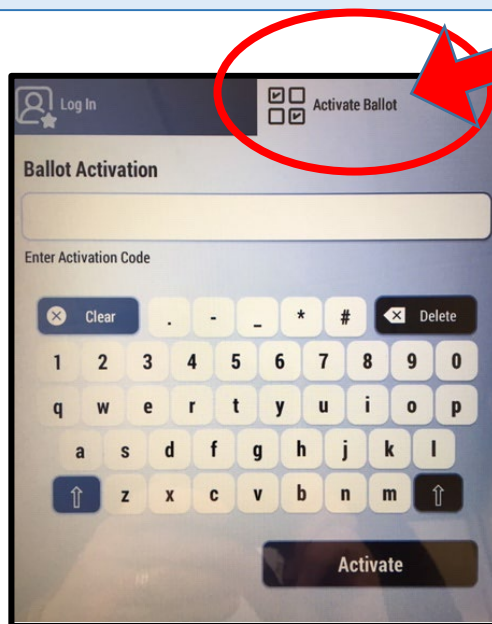 Log In Activate Ballot
Ballot Activation
Enter Activation Code
Clear . - _ * # Delete
1 2 3 4 5 6 7 8 9 0
q w e r t y u i o p
a s d f g h j k l
z x c v b n m
Activate